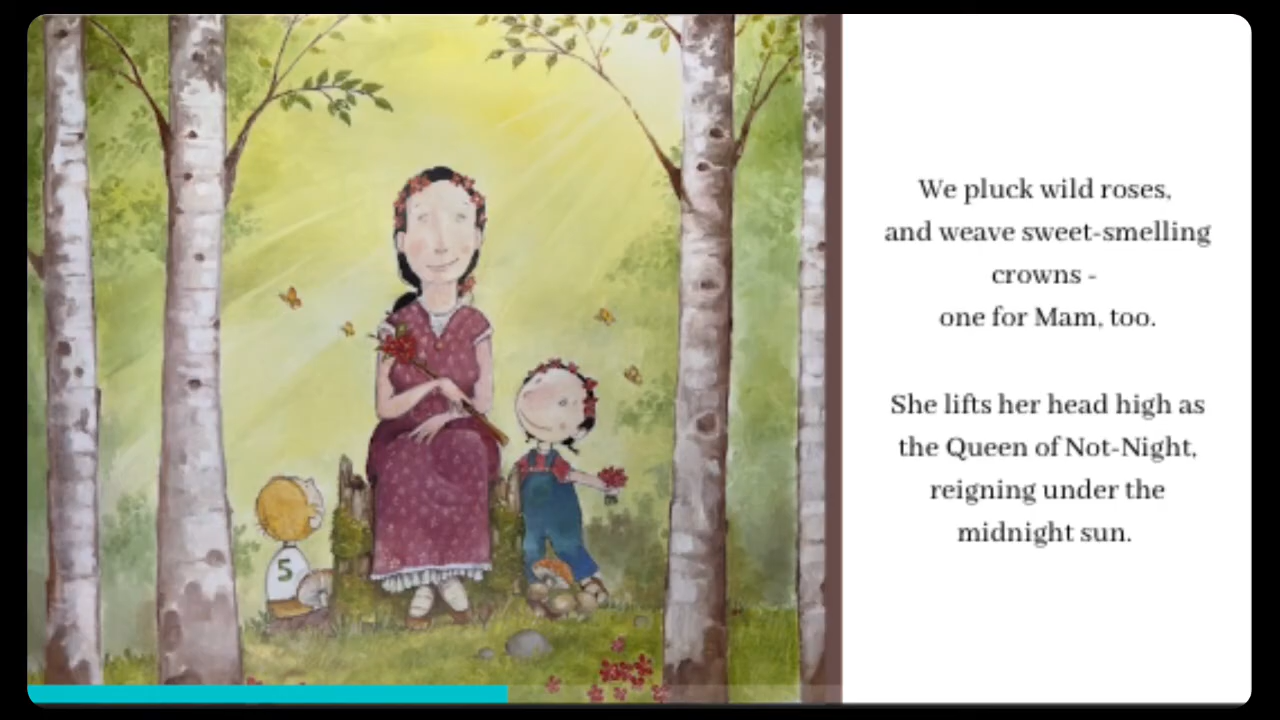 We pluck wild roses,
and weave sweet-smelling
crowns -
one for Mam, too.
She lifts her head high as
the Queen of Not-Night,
reigning under the
midnight sun.
5